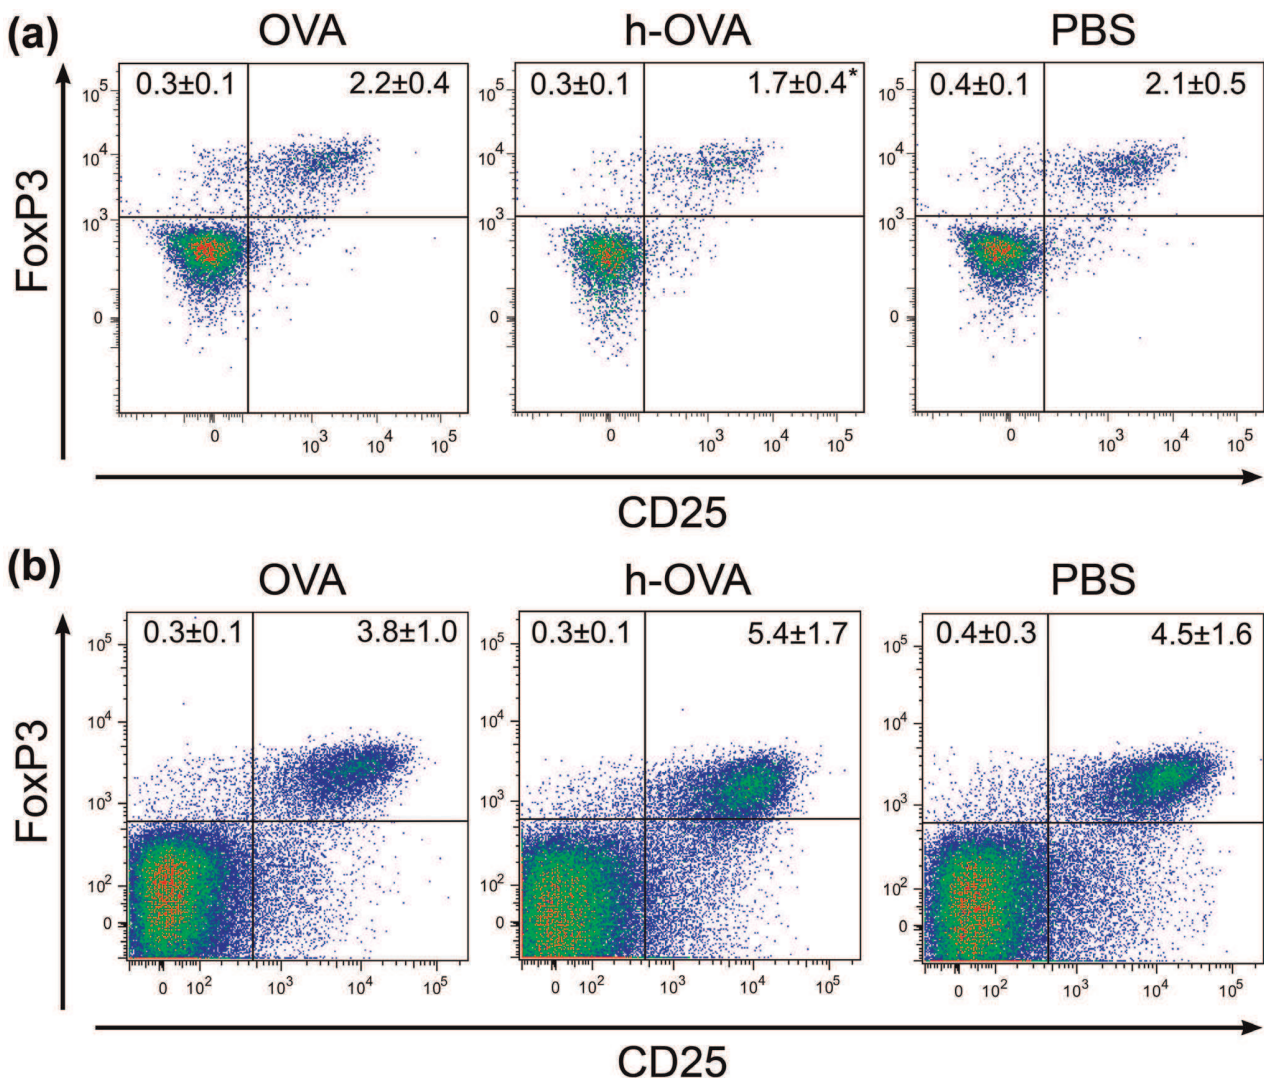 (a)
OVA h-OVA PBS
0.3±0.1 2.2±0.4 0.3±0.1 1.7±0.4* 0.4±0.1 2.1±0.5
10⁵ 10⁵ 10⁵
10⁴ 10⁴ 10⁴
10³ 10³ 10³
0 0 0
FoxP3
0 10³ 10⁴ 10⁵ 0 10³ 10⁴ 10⁵ 0 10³ 10⁴ 10⁵
CD25
(b)
OVA h-OVA PBS
0.3±0.1 3.8±1.0 0.3±0.1 5.4±1.7 0.4±0.3 4.5±1.6
10⁵ 10⁵ 10⁵
10⁴ 10⁴ 10⁴
10³ 10³ 10³
10² 10² 10²
0 0 0
FoxP3
0 10² 10³ 10⁴ 10⁵ 0 10² 10³ 10⁴ 10⁵ 0 10² 10³ 10⁴ 10⁵
CD25